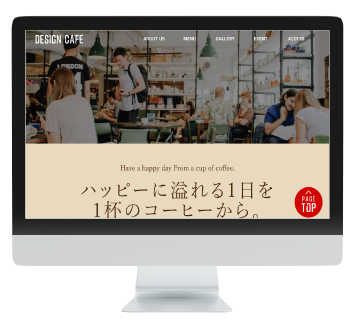 DESIGN CAFE
ABOUT US MENU GALLERY EVENT ACCESS
Have a happy day From a cup of coffee.
ハッピーに溢れる1日を
1杯のコーヒーから。
PAGE
TOP